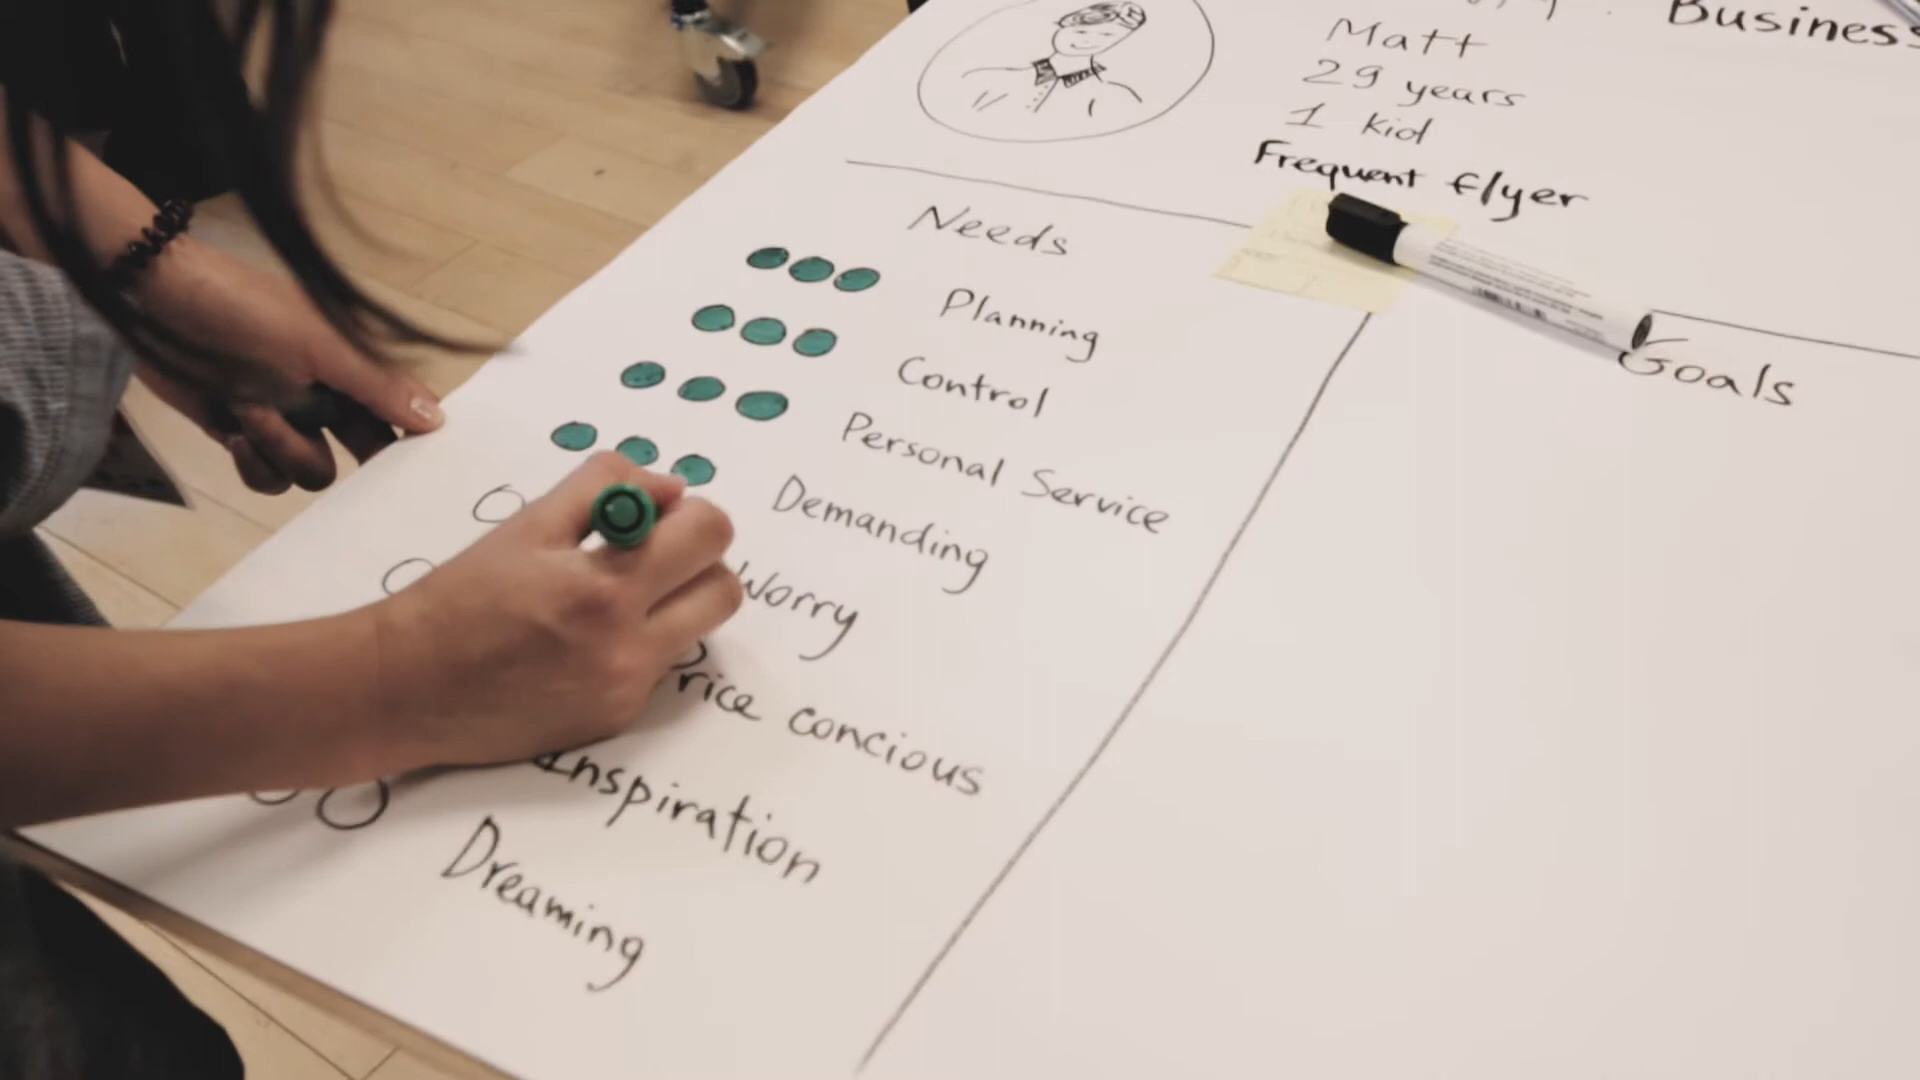 Business
Matt
29 years
1 kid
Frequent flyer
Needs
Planning
Control
Personal Service
Demanding
Worry
Price concious
Inspiration
Dreaming
Goals